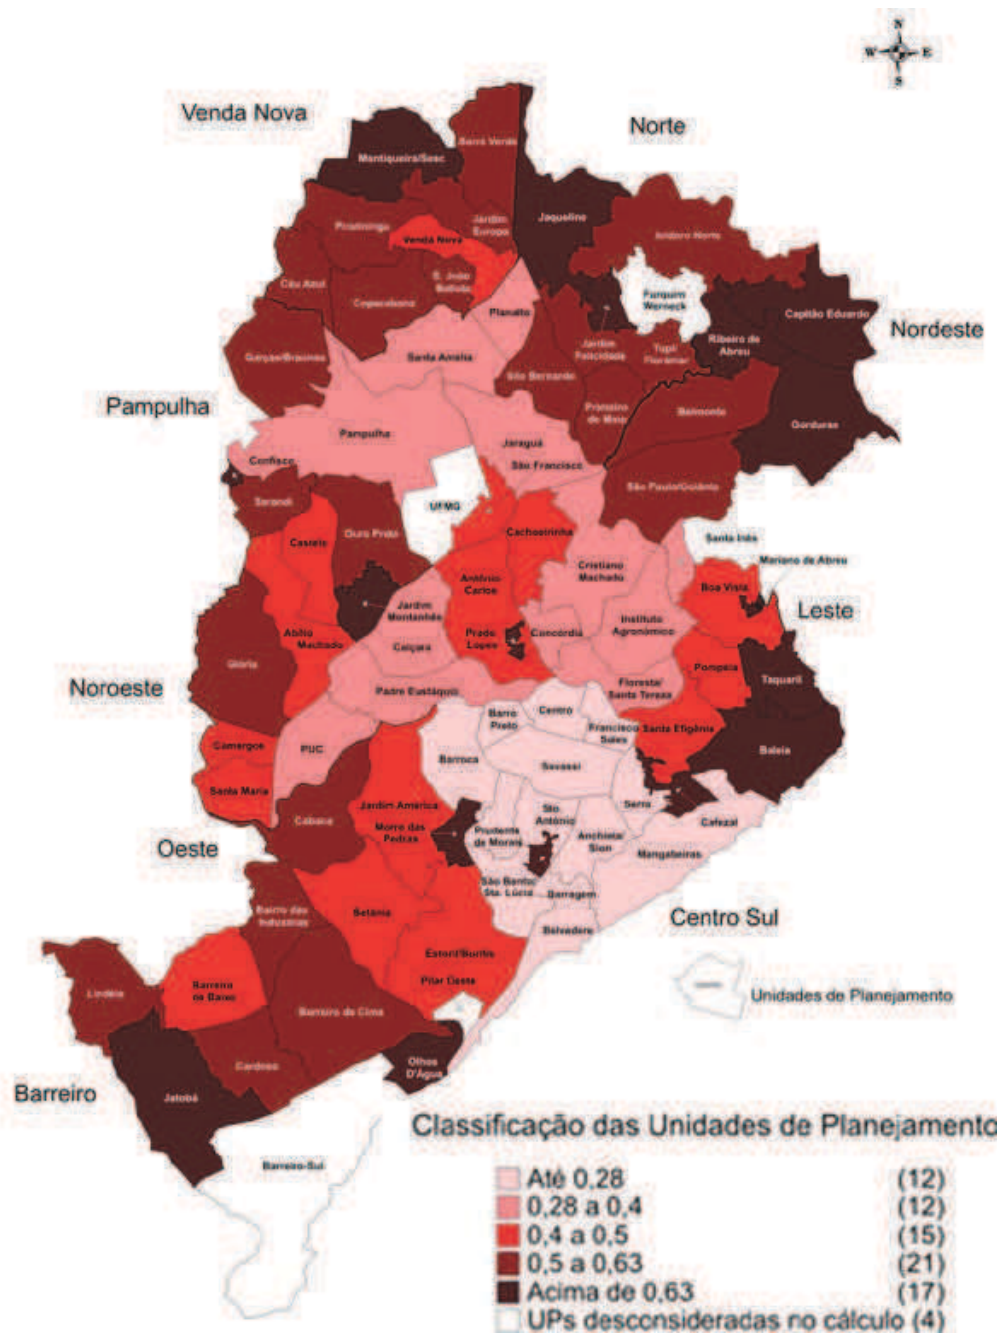 N
W E
S
Venda Nova
Norte
Barro Verde
Mantiqueira/Sesc
Jaqueline
Jardim
Europa
Piratininga
Venda Nova
Isidoro Norte
Céu Azul
S. João
Batista
Copacabana
Furquim
Werneck
Capitão Eduardo
Nordeste
Planalto
Ribeiro de
Abreu
Garças/Braúnas
Santa Amélia
Jardim
Felicidade
Tupi/
Floramar
São Bernardo
Pampulha
Primeiro
de Maio
Belmonte
Gorduras
Pampulha
Jaraguá
São Francisco
Confisco
São Paulo/Goiânia
Sarandi
UFMG
Ouro Preto
Cachoeirinha
Santa Inês
Castelo
Mariano de Abreu
Cristiano
Machado
Antônio
Carlos
Boa Vista
Leste
Jardim
Montanhês
Instituto
Agronômico
Abílio
Machado
Prado
Lopes
Concórdia
Caiçara
Glória
Pompéia
Noroeste
Padre Eustáquio
Floresta/
Santa Tereza
Taquaril
Barro
Preto
Centro
Francisco
Sales
Santa Efigênia
Camargos
PUC
Barroca
Savassi
Baleia
Santa Maria
Jardim América
Serra
Cabana
Morro das
Pedras
Sto
Antônio
Cafezal
Oeste
Prudente
de Morais
Anchieta/
Sion
Mangabeiras
São Bento/
Sta. Lúcia
Barragem
Betânia
Bairro das
Indústrias
Centro Sul
Belvedere
Estoril/Buritis
Pilar Oeste
Barreiro
de Baixo
Lindéia
Unidades de Planejamento
Barreiro de Cima
Olhos
D'Água
Cardoso
Barreiro
Jatobá
Classificação das Unidades de Planejamento
Barreiro-Sul
Até 0,28 (12)
0,28 a 0,4 (12)
0,4 a 0,5 (15)
0,5 a 0,63 (21)
Acima de 0,63 (17)
UPs desconsideradas no cálculo (4)